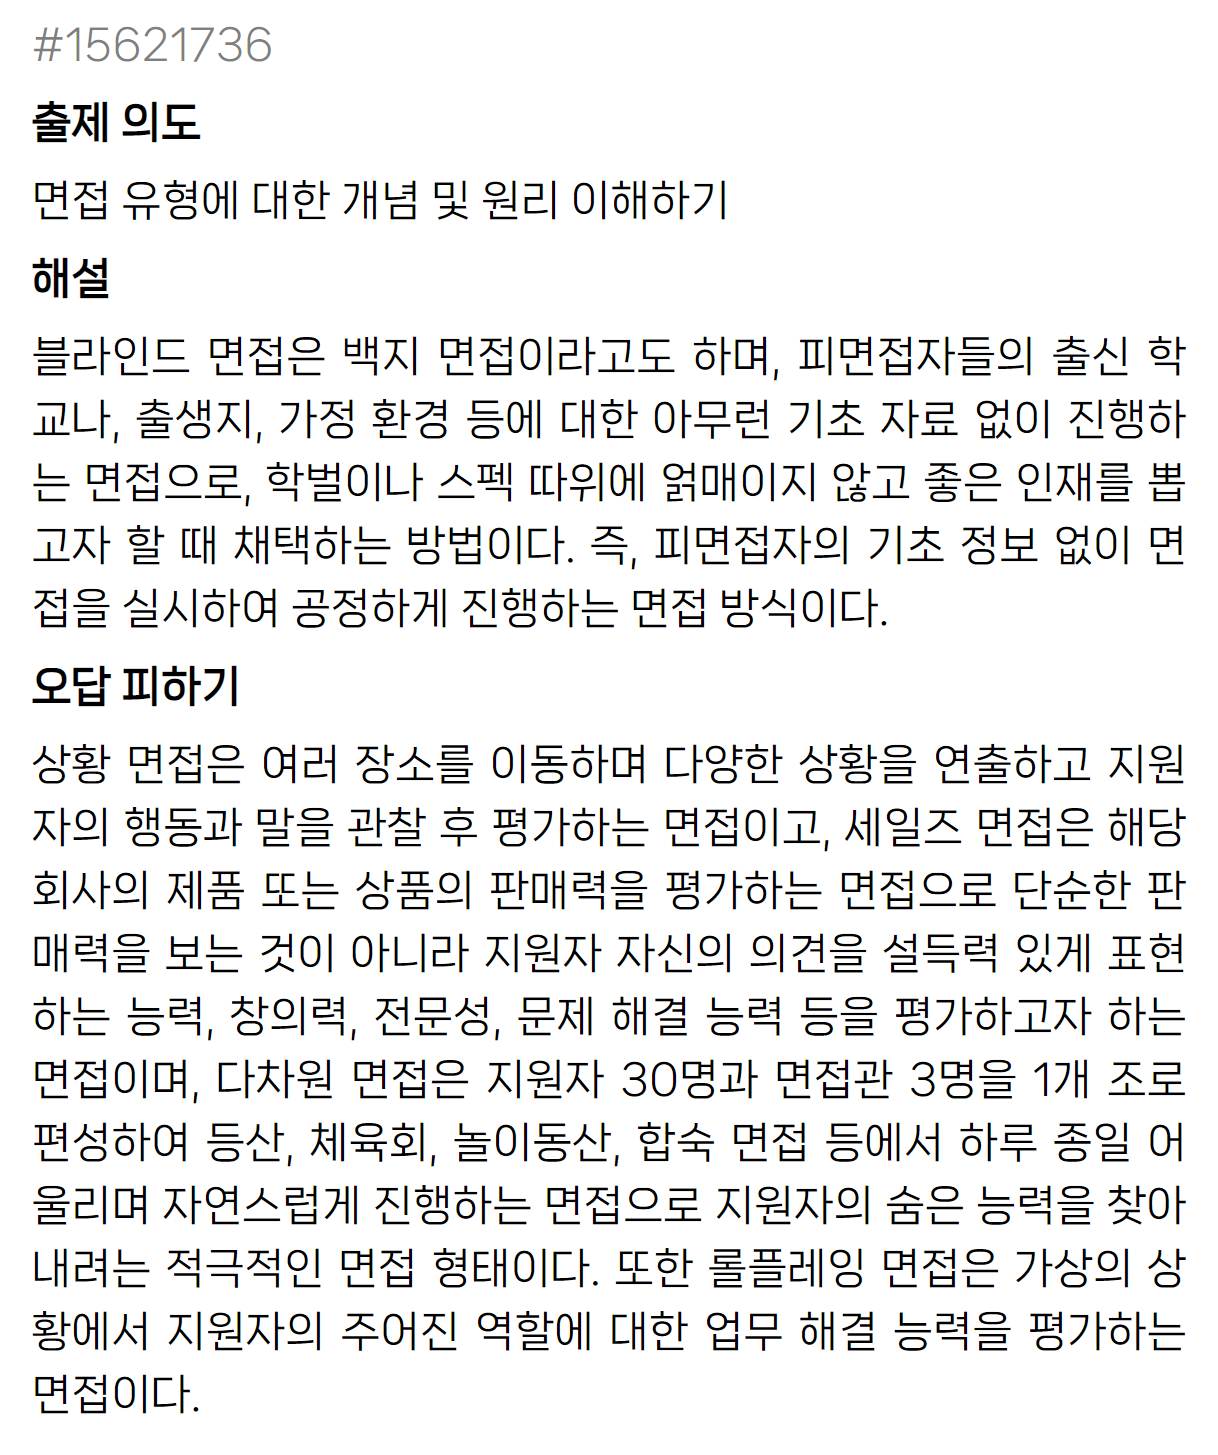 #15621736
출제 의도
면접 유형에 대한 개념 및 원리 이해하기
해설
블라인드 면접은 백지 면접이라고도 하며, 피면접자들의 출신 학
교나, 출생지, 가정 환경 등에 대한 아무런 기초 자료 없이 진행하
는 면접으로, 학벌이나 스펙 따위에 얽매이지 않고 좋은 인재를 뽑
고자 할 때 채택하는 방법이다. 즉, 피면접자의 기초 정보 없이 면
접을 실시하여 공정하게 진행하는 면접 방식이다.
오답 피하기
상황 면접은 여러 장소를 이동하며 다양한 상황을 연출하고 지원
자의 행동과 말을 관찰 후 평가하는 면접이고, 세일즈 면접은 해당
회사의 제품 또는 상품의 판매력을 평가하는 면접으로 단순한 판
매력을 보는 것이 아니라 지원자 자신의 의견을 설득력 있게 표현
하는 능력, 창의력, 전문성, 문제 해결 능력 등을 평가하고자 하는
면접이며, 다차원 면접은 지원자 30명과 면접관 3명을 1개 조로
편성하여 등산, 체육회, 놀이동산, 합숙 면접 등에서 하루 종일 어
울리며 자연스럽게 진행하는 면접으로 지원자의 숨은 능력을 찾아
내려는 적극적인 면접 형태이다. 또한 롤플레잉 면접은 가상의 상
황에서 지원자의 주어진 역할에 대한 업무 해결 능력을 평가하는
면접이다.